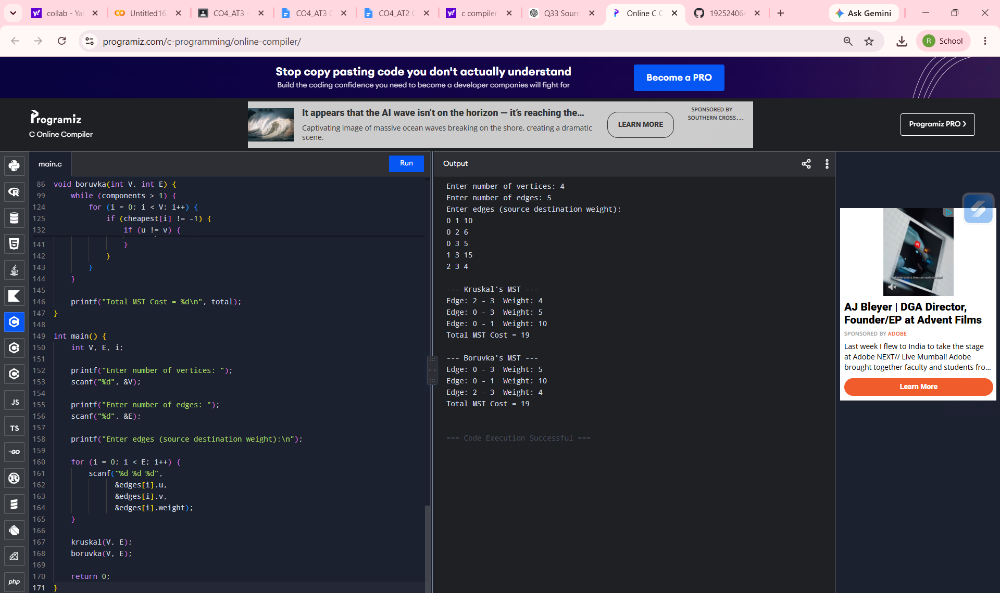 collab - Ya
Untitled16
CO4_AT3 -
CO4_AT3 C
CO4_AT2 C
c compiler
Q33 Sourc
Online C C
19252406
Ask Gemini
programiz.com/c-programming/online-compiler/
R School
Stop copy pasting code you don't actually understand
Build the coding confidence you need to become a developer companies will fight for
Become a PRO
Programiz
C Online Compiler
It appears that the AI wave isn’t on the horizon — it’s reaching the…
Captivating image of massive ocean waves breaking on the shore, creating a dramatic
scene.
LEARN MORE
SPONSORED BY
SOUTHERN CROSS...
Programiz PRO
main.c
Run
86 void boruvka(int V, int E) {
99 while (components > 1) {
124 for (i = 0; i < V; i++) {
125 if (cheapest[i] != -1) {
132 if (u != v) {
141 }
142 }
143 }
144 }
145
146 printf("Total MST Cost = %d\n", total);
147 }
148
149 int main() {
150 int V, E, i;
151
152 printf("Enter number of vertices: ");
153 scanf("%d", &V);
154
155 printf("Enter number of edges: ");
156 scanf("%d", &E);
157
158 printf("Enter edges (source destination weight):\n");
159
160 for (i = 0; i < E; i++) {
161 scanf("%d %d %d",
162 &edges[i].u,
163 &edges[i].v,
164 &edges[i].weight);
165 }
166
167 kruskal(V, E);
168 boruvka(V, E);
169
170 return 0;
171 }
JS
TS
GO
php
Output
Enter number of vertices: 4
Enter number of edges: 5
Enter edges (source destination weight):
0 1 10
0 2 6
0 3 5
1 3 15
2 3 4
--- Kruskal's MST ---
Edge: 2 - 3  Weight: 4
Edge: 0 - 3  Weight: 5
Edge: 0 - 1  Weight: 10
Total MST Cost = 19
--- Boruvka's MST ---
Edge: 0 - 3  Weight: 5
Edge: 0 - 1  Weight: 10
Edge: 2 - 3  Weight: 4
Total MST Cost = 19
=== Code Execution Successful ===
AJ Bleyer | DGA Director,
Founder/EP at Advent Films
SPONSORED BY ADOBE
Last week I flew to India to take the stage
at Adobe NEXT// Live Mumbai! Adobe
brought together faculty and students fro...
Learn More